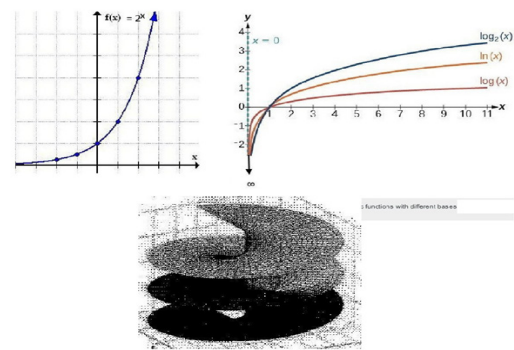 f(x) = 2^x
x
y
x = 0
log₂(x)
ln(x)
log(x)
4
3
2
1
0
-1
-2
1 2 3 4 5 6 7 8 9 10 11
x
∞
functions with different bases